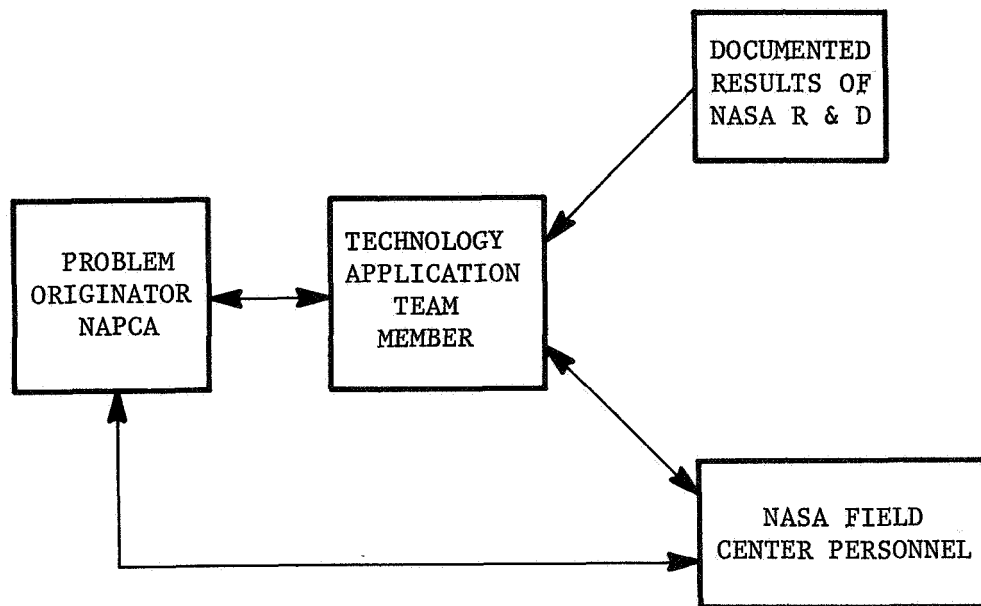 DOCUMENTED
RESULTS OF
NASA R & D
PROBLEM
ORIGINATOR
NAPCA
TECHNOLOGY
APPLICATION
TEAM
MEMBER
NASA FIELD
CENTER PERSONNEL